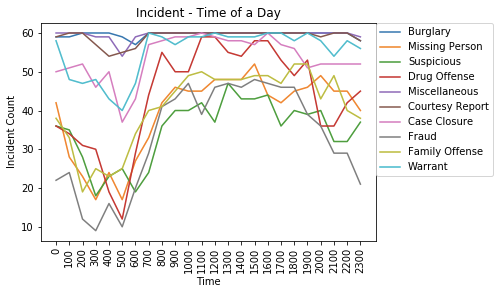 Incident - Time of a Day
Incident Count
60
50
40
30
20
10
0
100
200
300
400
500
600
700
800
900
1000
1100
1200
1300
1400
1500
1600
1700
1800
1900
2000
2100
2200
2300
Time
Burglary
Missing Person
Suspicious
Drug Offense
Miscellaneous
Courtesy Report
Case Closure
Fraud
Family Offense
Warrant